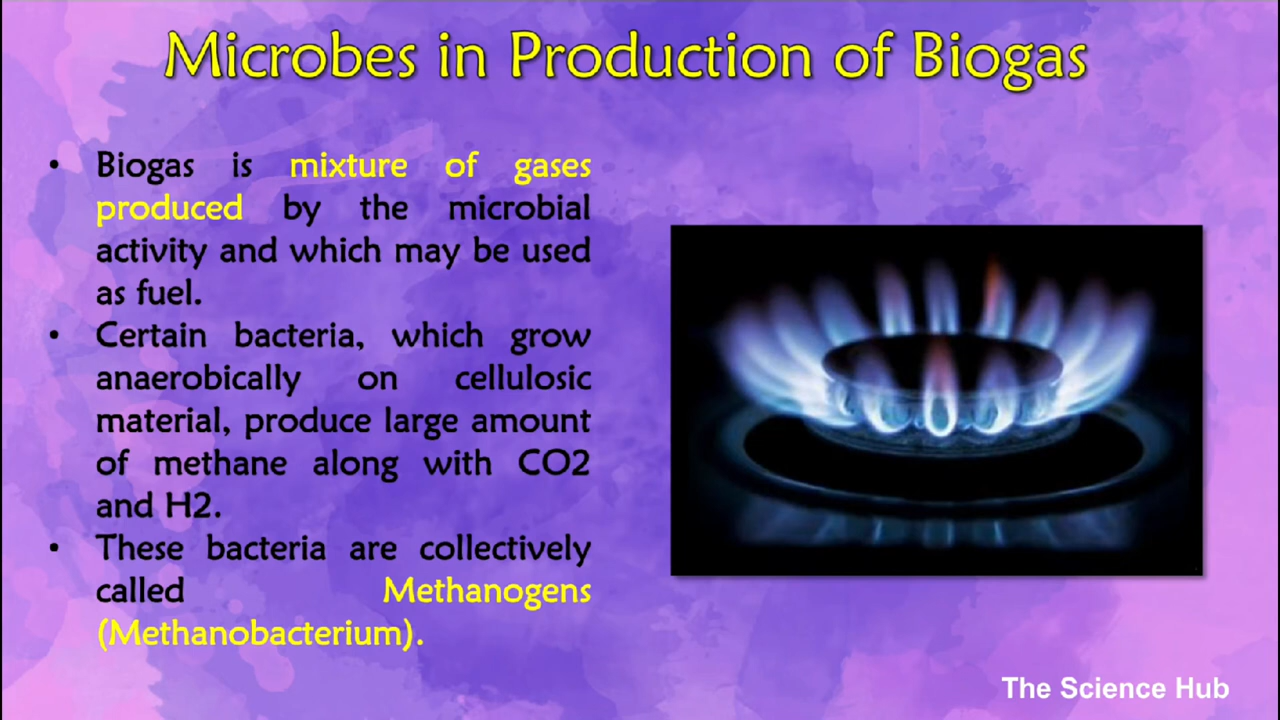 Microbes in Production of Biogas
• Biogas is mixture of gases
produced by the microbial
activity and which may be used
as fuel.
• Certain bacteria, which grow
anaerobically on cellulosic
material, produce large amount
of methane along with CO2
and H2.
• These bacteria are collectively
called Methanogens
(Methanobacterium).
The Science Hub